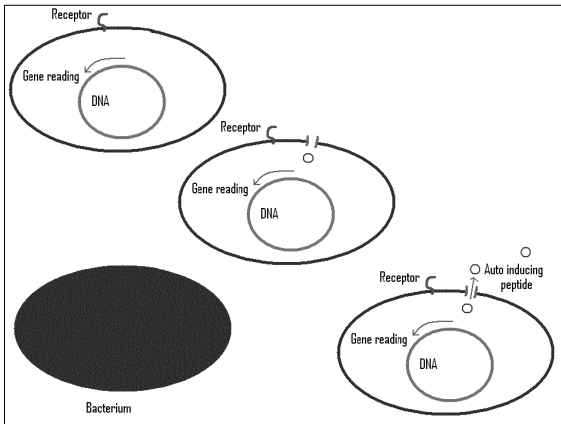 Receptor
Gene reading
DNA
Receptor
Gene reading
DNA
Receptor
Auto inducing
peptide
Gene reading
DNA
Bacterium